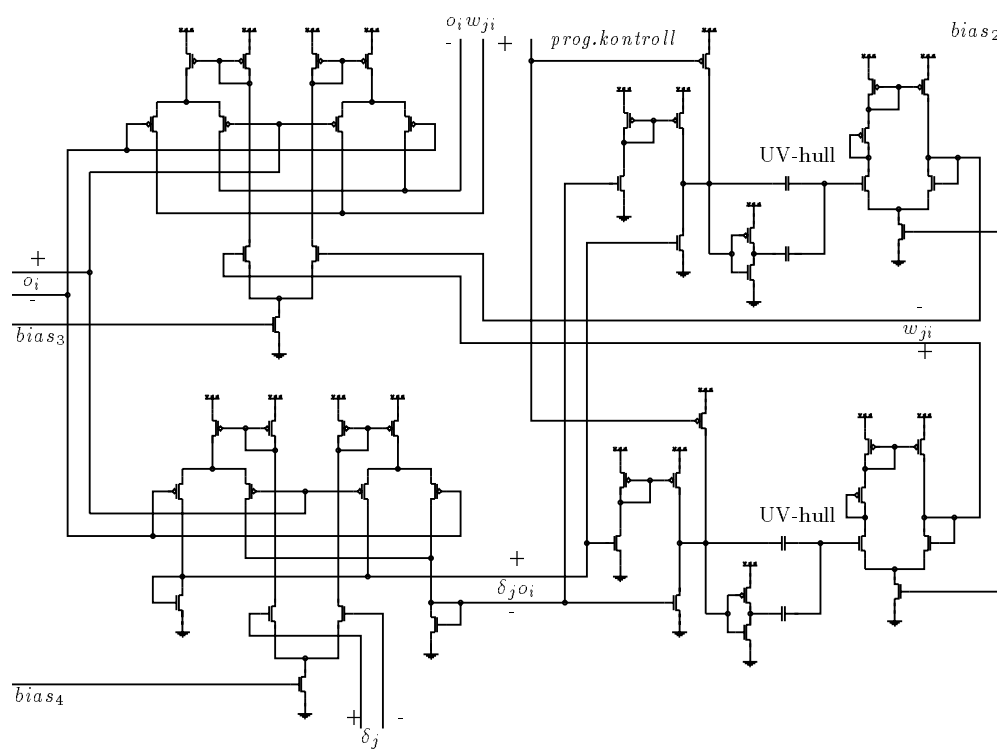 o_i w_ji
- +
prog.kontroll
bias_2
UV-hull
+
o_i
-
bias_3
-
w_ji
+
UV-hull
+
δ_j o_i
-
bias_4
+ -
δ_j